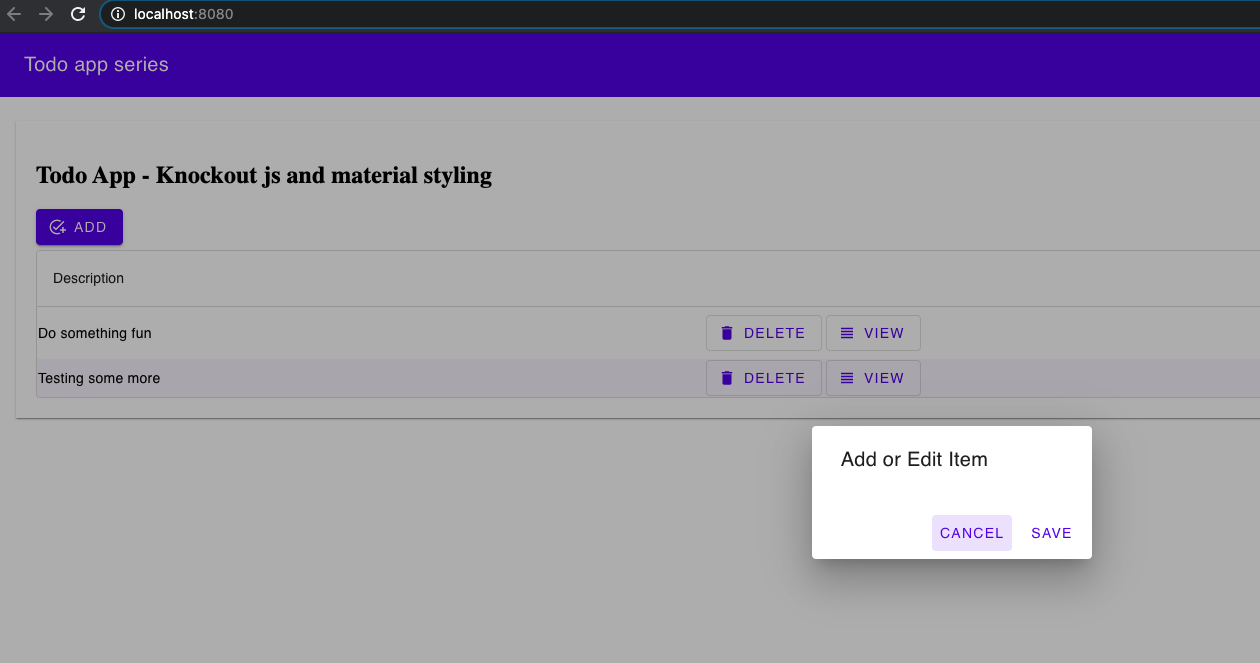 localhost:8080
Todo app series
Todo App - Knockout js and material styling
ADD
Description
Do something fun DELETE VIEW
Testing some more DELETE VIEW
Add or Edit Item
CANCEL SAVE